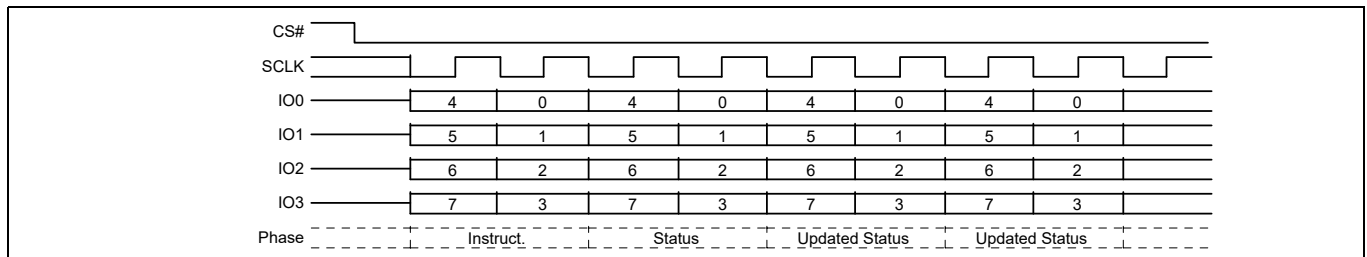 CS#
SCLK
IO0 4 0 4 0 4 0 4 0
IO1 5 1 5 1 5 1 5 1
IO2 6 2 6 2 6 2 6 2
IO3 7 3 7 3 7 3 7 3
Phase Instruct. Status Updated Status Updated Status